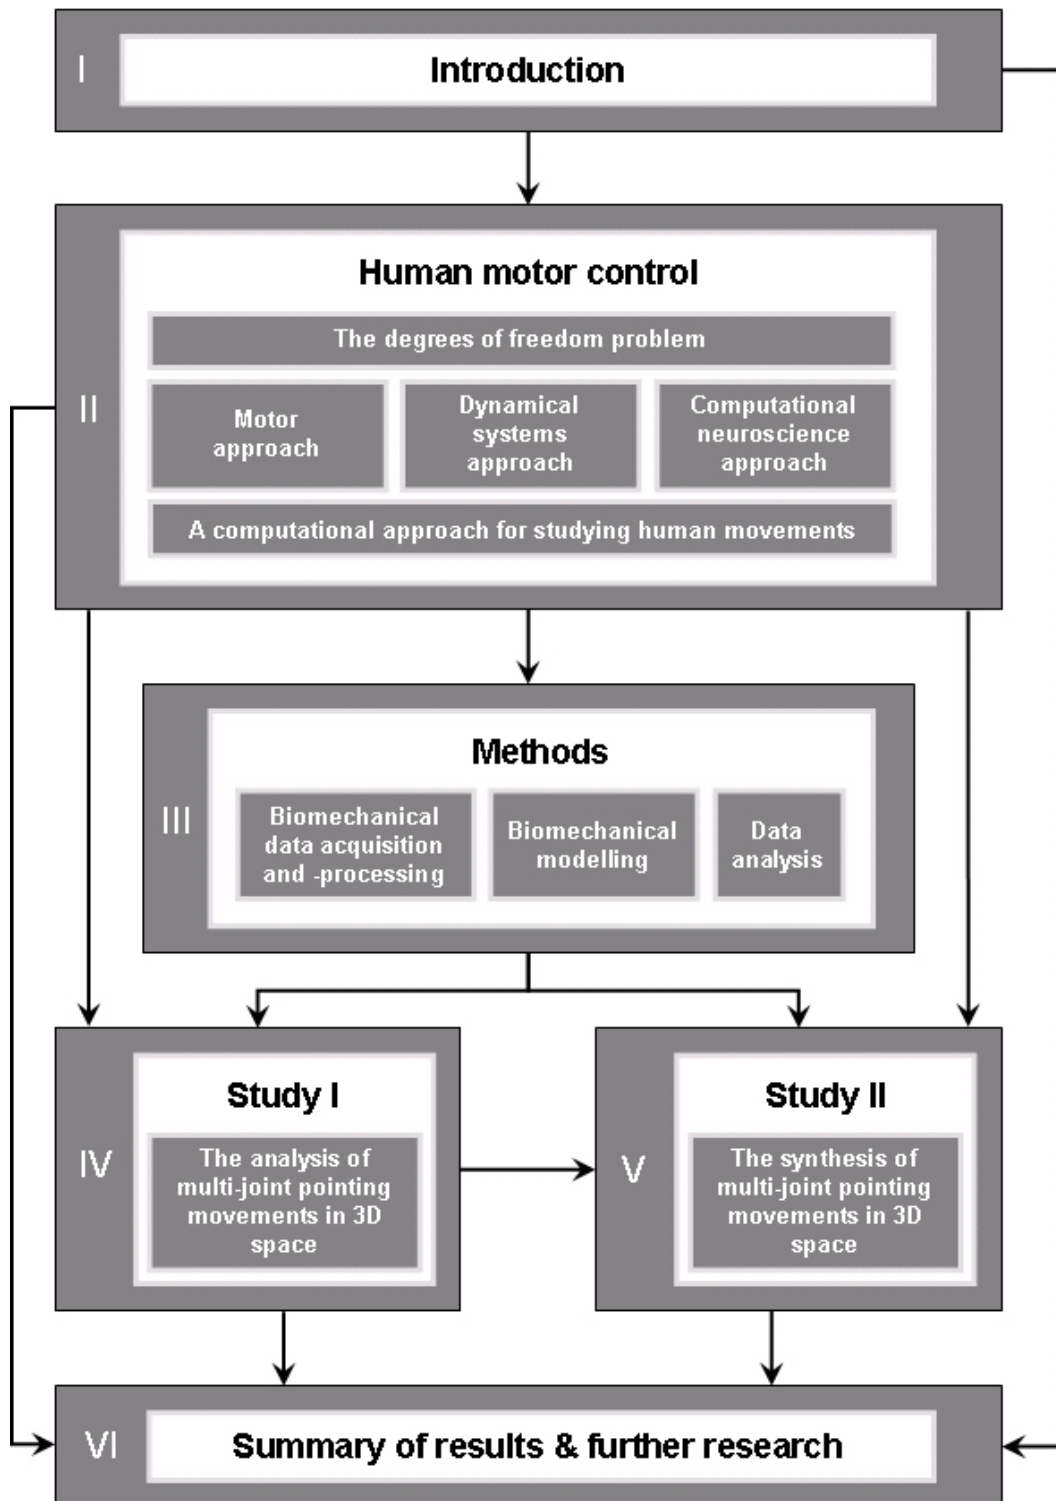 I
Introduction
II
Human motor control
The degrees of freedom problem
Motor
approach
Dynamical
systems
approach
Computational
neuroscience
approach
A computational approach for studying human movements
III
Methods
Biomechanical
data acquisition
and -processing
Biomechanical
modelling
Data
analysis
IV
Study I
The analysis of
multi-joint pointing
movements in 3D
space
V
Study II
The synthesis of
multi-joint pointing
movements in 3D
space
VI
Summary of results & further research